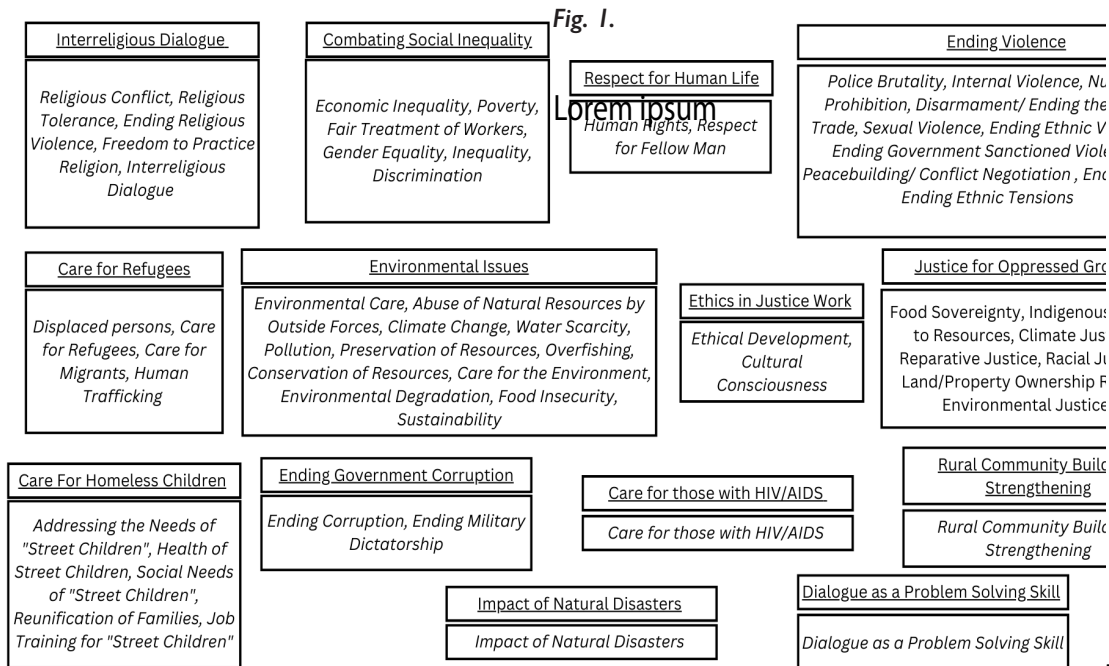 Fig. 1.
Interreligious Dialogue
Religious Conflict, Religious
Tolerance, Ending Religious
Violence, Freedom to Practice
Religion, Interreligious
Dialogue
Combating Social Inequality
Economic Inequality, Poverty,
Fair Treatment of Workers,
Gender Equality, Inequality,
Discrimination
Respect for Human Life
Lorem ipsum
Human Rights, Respect
for Fellow Man
Ending Violence
Police Brutality, Internal Violence,
Prohibition, Disarmament/ Ending the
Trade, Sexual Violence, Ending Ethnic
Ending Government Sanctioned
Peacebuilding/ Conflict Negotiation ,
Ending Ethnic Tensions
Care for Refugees
Displaced persons, Care
for Refugees, Care for
Migrants, Human
Trafficking
Environmental Issues
Environmental Care, Abuse of Natural Resources by
Outside Forces, Climate Change, Water Scarcity,
Pollution, Preservation of Resources, Overfishing,
Conservation of Resources, Care for the Environment,
Environmental Degradation, Food Insecurity,
Sustainability
Ethics in Justice Work
Ethical Development,
Cultural
Consciousness
Justice for Oppressed
Food Sovereignty, Indigenous
to Resources, Climate
Reparative Justice, Racial
Land/Property Ownership
Environmental Justice
Care For Homeless Children
Addressing the Needs of
"Street Children", Health of
Street Children, Social Needs
of "Street Children",
Reunification of Families, Job
Training for "Street Children"
Ending Government Corruption
Ending Corruption, Ending Military
Dictatorship
Care for those with HIV/AIDS
Care for those with HIV/AIDS
Rural Community
Strengthening
Rural Community
Strengthening
Impact of Natural Disasters
Impact of Natural Disasters
Dialogue as a Problem Solving Skill
Dialogue as a Problem Solving Skill